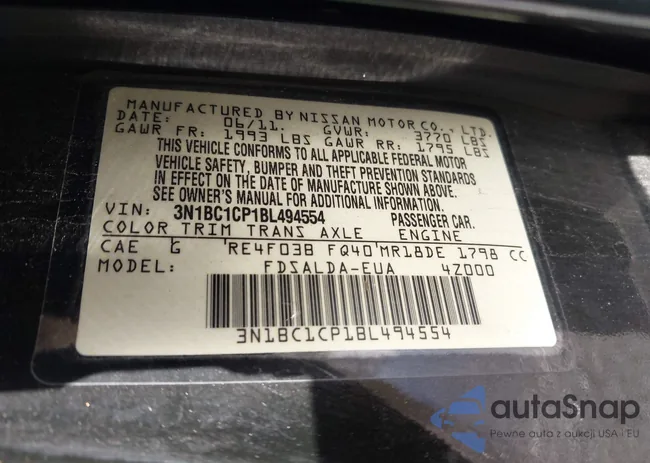 MANUFACTURED BY NISSAN MOTOR CO., LTD.
DATE: 06/11. GVWR: 3770 LBS
GAWR FR: 1993 LBS GAWR RR: 1795 LBS
THIS VEHICLE CONFORMS TO ALL APPLICABLE FEDERAL MOTOR
VEHICLE SAFETY, BUMPER AND THEFT PREVENTION STANDARDS
IN EFFECT ON THE DATE OF MANUFACTURE SHOWN ABOVE.
SEE OWNER'S MANUAL FOR ADDITIONAL INFORMATION.
VIN: 3N1BC1CP1BL494554 PASSENGER CAR.
COLOR TRIM TRANS AXLE ENGINE
CAE G RE4F03B FQ40 MR18DE 1798 CC
MODEL: FDSALDA-EUA 4Z000
3N1BC1CP1BL494554
autaSnap
Pewne auto z aukcji USA i EU